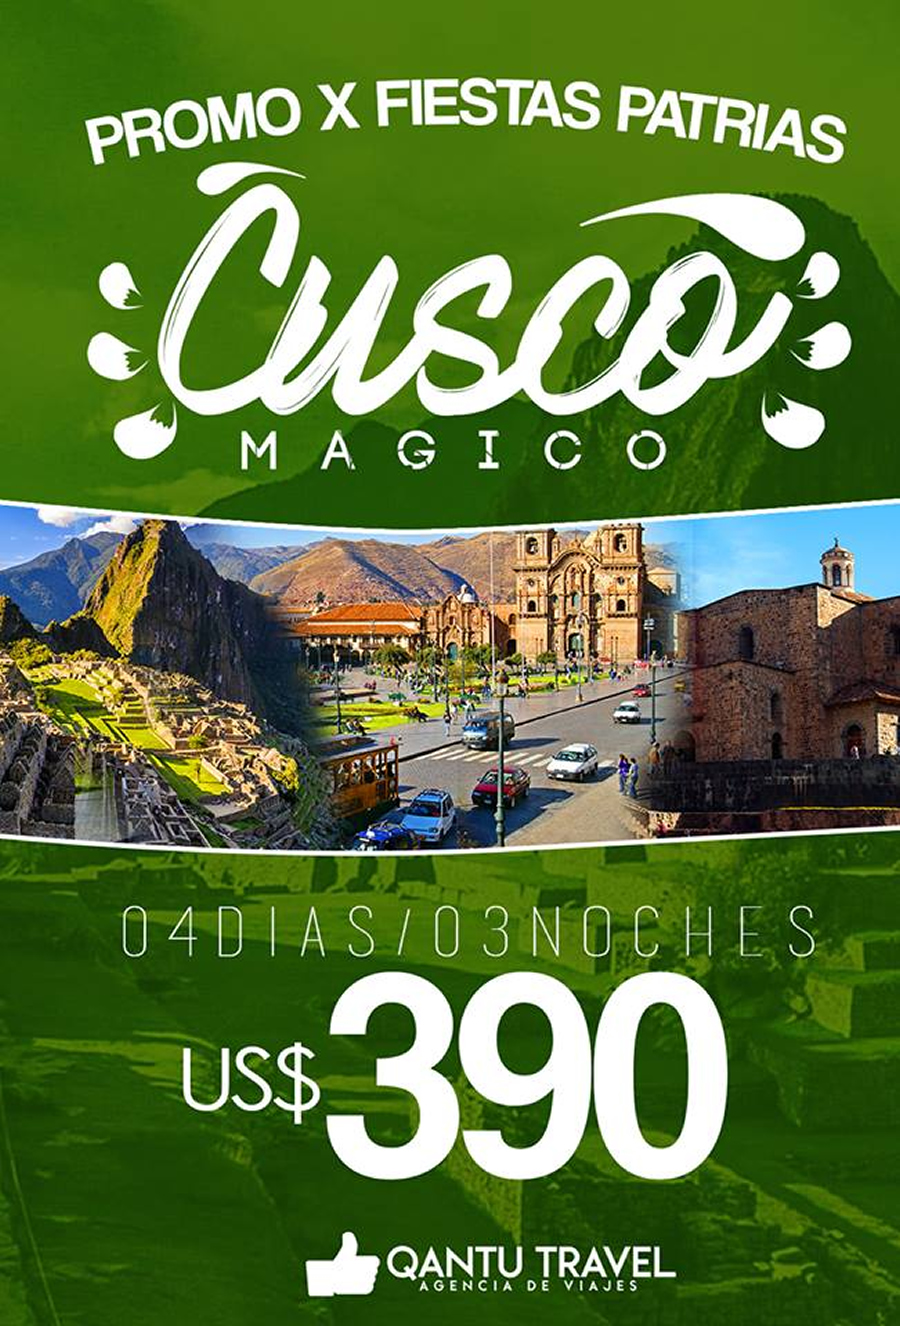 PROMO X FIESTAS PATRIAS
Cusco
MAGICO
04DIAS/03NOCHES
US$390
QANTU TRAVEL
AGENCIA DE VIAJES